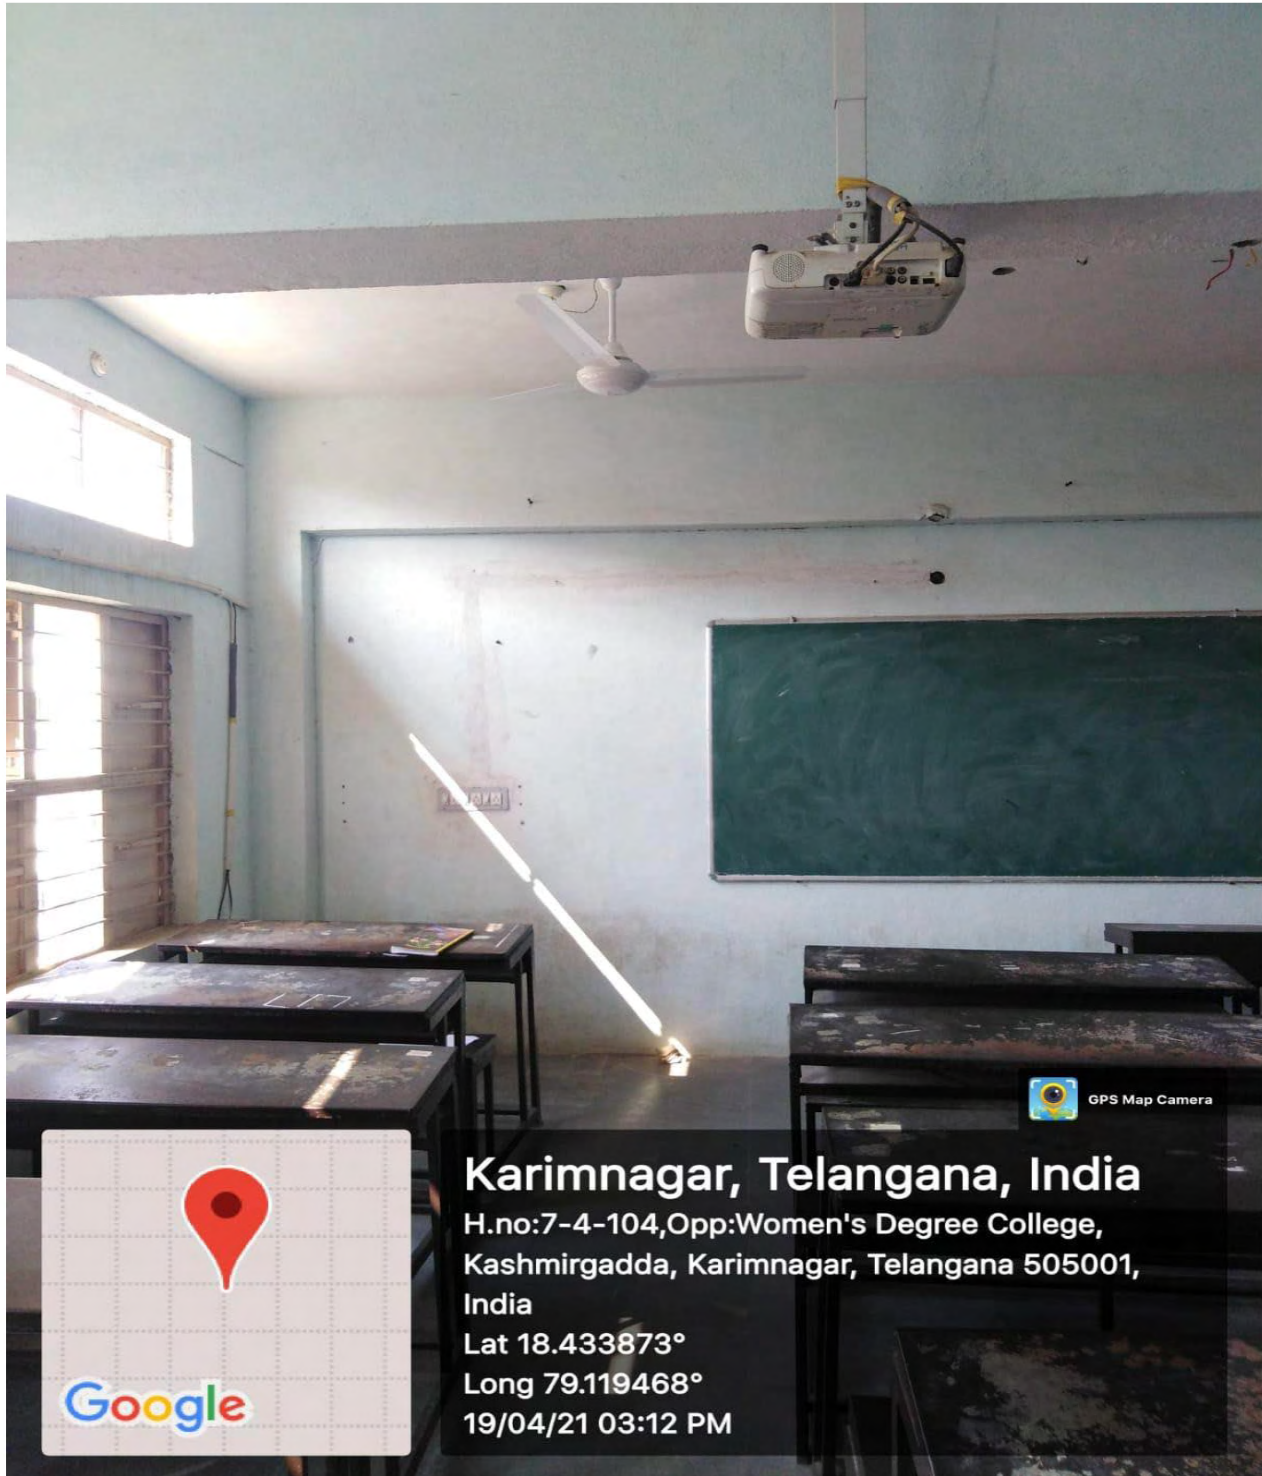 GPS Map Camera
Karimnagar, Telangana, India
H.no:7-4-104,Opp:Women's Degree College,
Kashmirgadda, Karimnagar, Telangana 505001,
India
Lat 18.433873°
Long 79.119468°
19/04/21 03:12 PM
Google